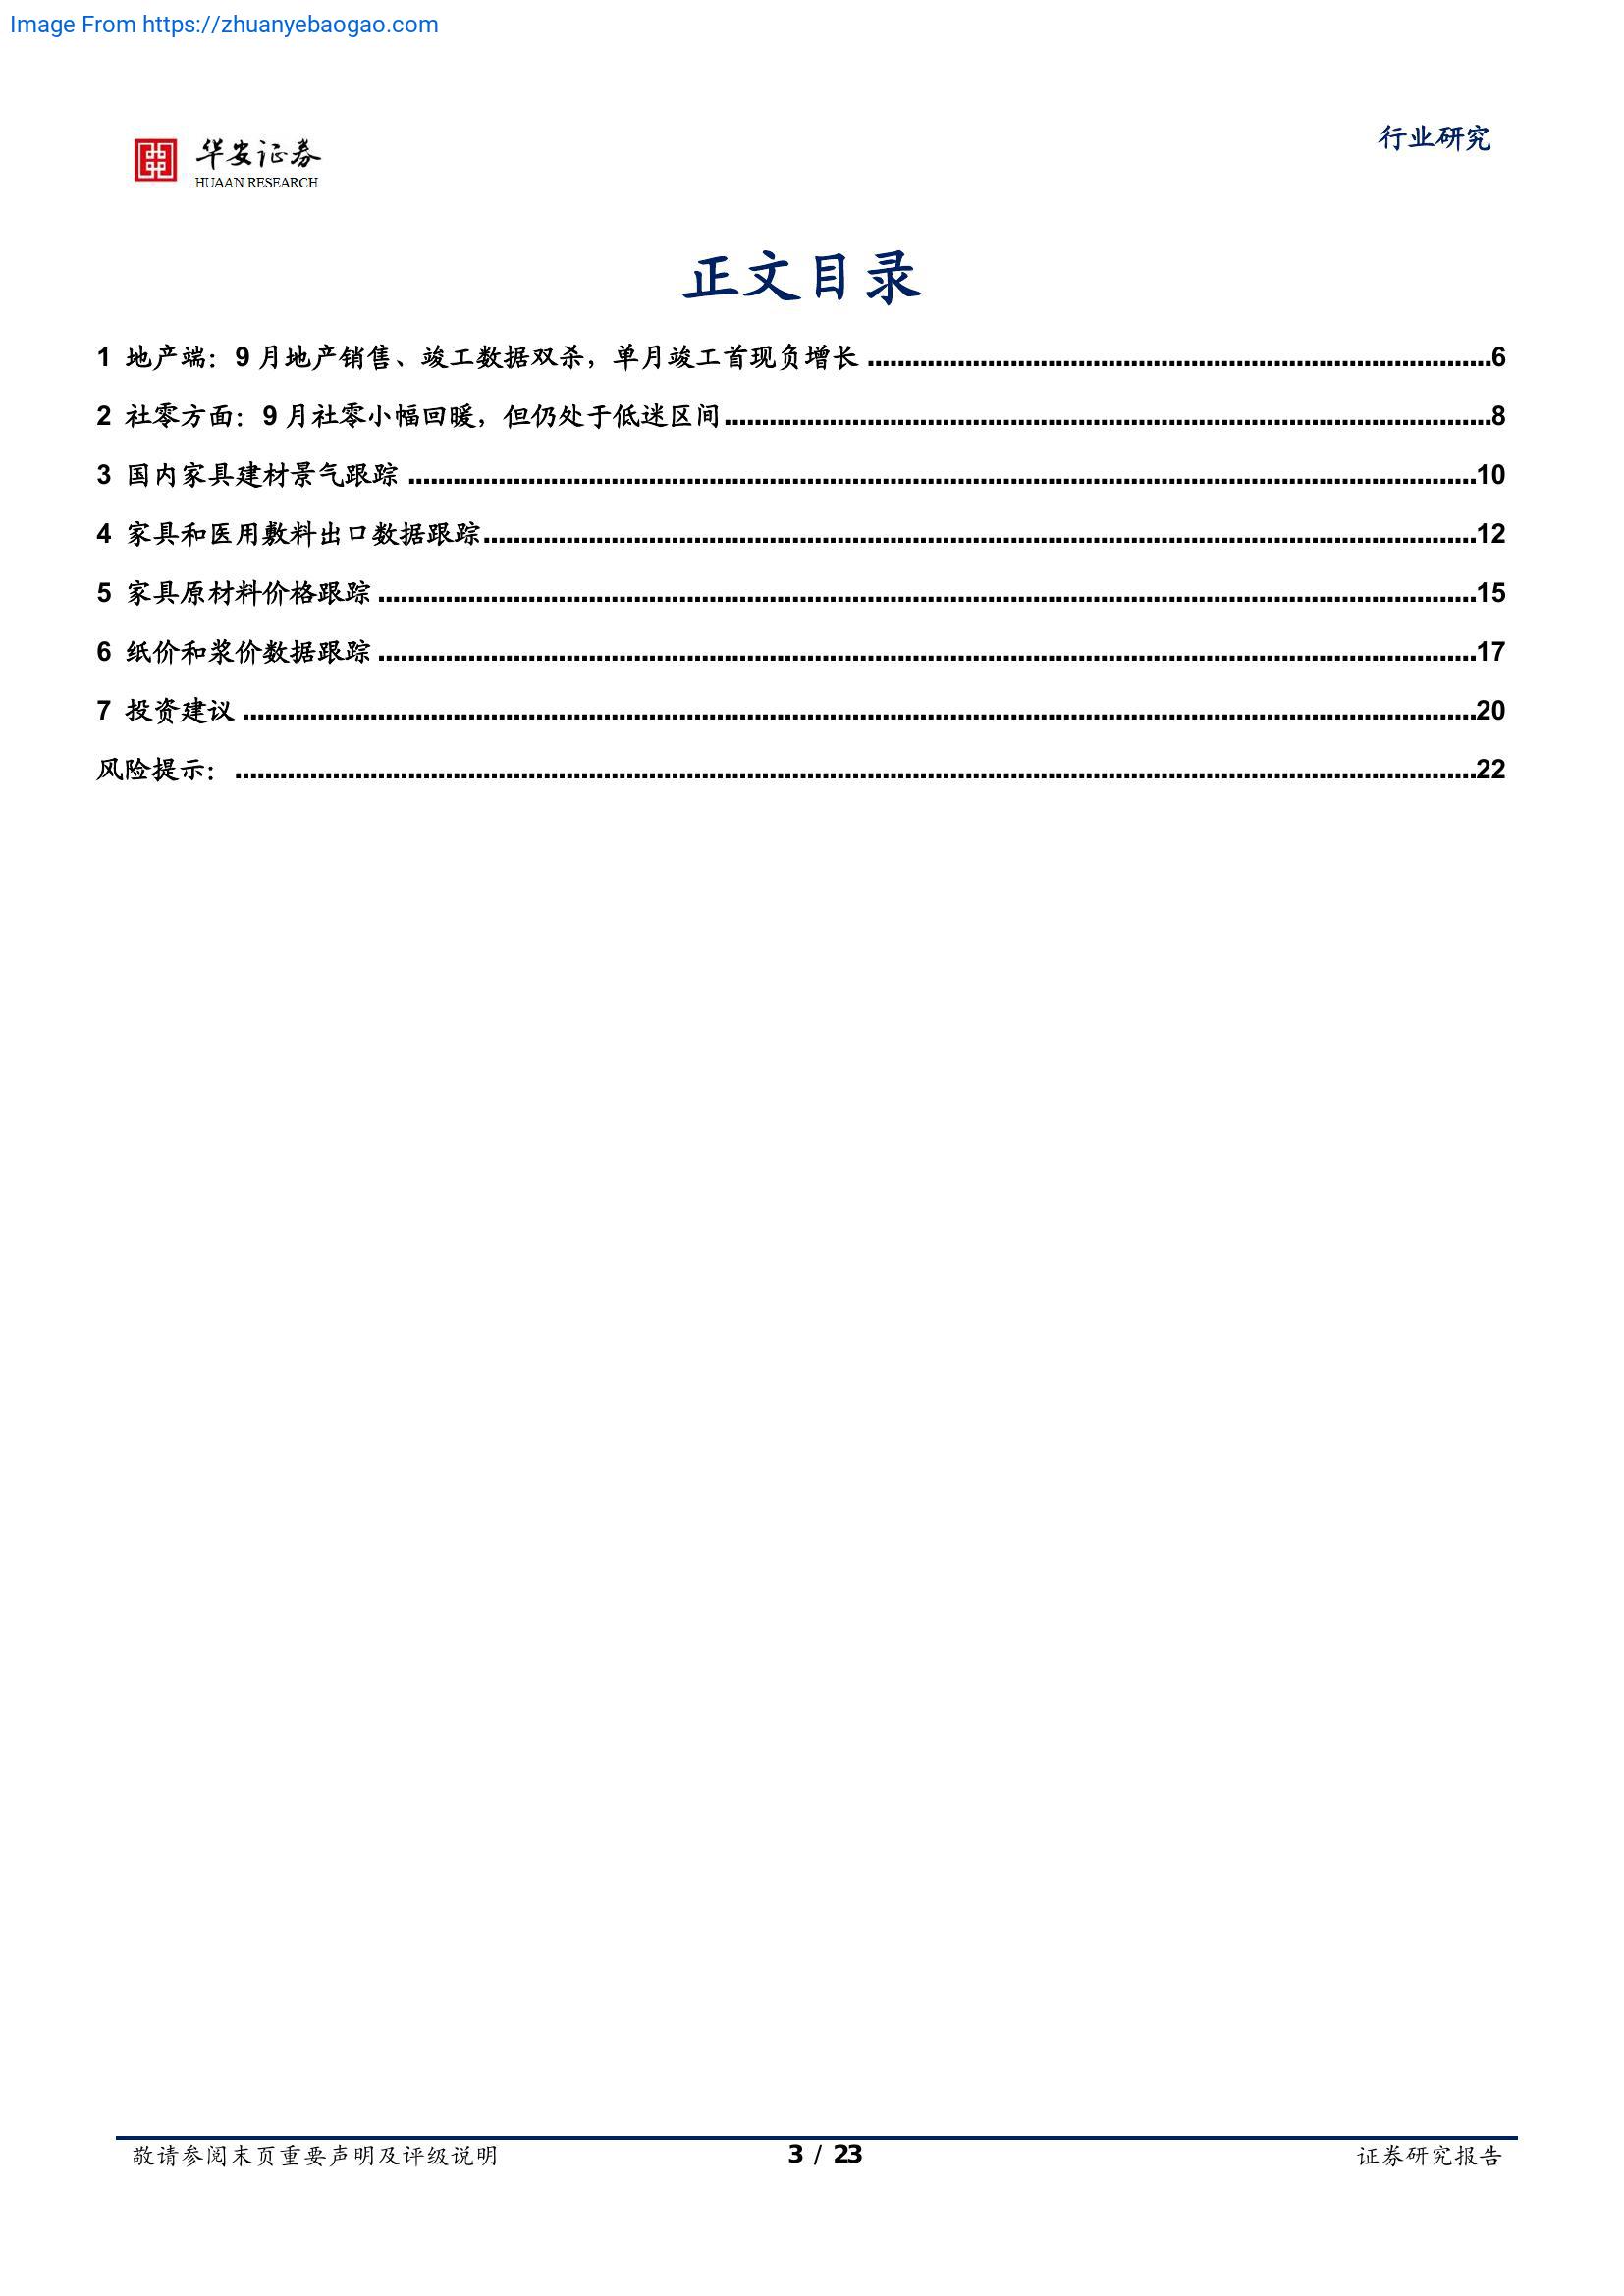 Image From https://zhuanyebaogao.com
华安证券
HUAAN RESEARCH
行业研究
正文目录
1 地产端：9 月地产销售、竣工数据双杀，单月竣工首现负增长 ........................................6
2 社零方面：9 月社零小幅回暖，但仍处于低迷区间........................................8
3 国内家具建材景气跟踪 ........................................10
4 家具和医用敷料出口数据跟踪........................................12
5 家具原材料价格跟踪 ........................................15
6 纸价和浆价数据跟踪 ........................................17
7 投资建议 ........................................20
风险提示： ........................................22
敬请参阅末页重要声明及评级说明
3 / 23
证券研究报告